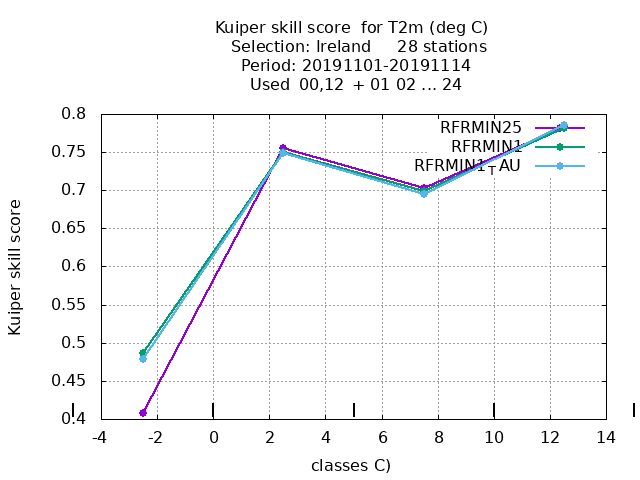 Kuiper skill score for T2m (deg C)
Selection: Ireland 28 stations
Period: 20191101-20191114
Used 00,12 + 01 02 ... 24
RFRMIN25
RFRMIN1
RFRMIN1TAU
Kuiper skill score
0.8
0.75
0.7
0.65
0.6
0.55
0.5
0.45
0.4
-4 -2 0 2 4 6 8 10 12 14
classes C)